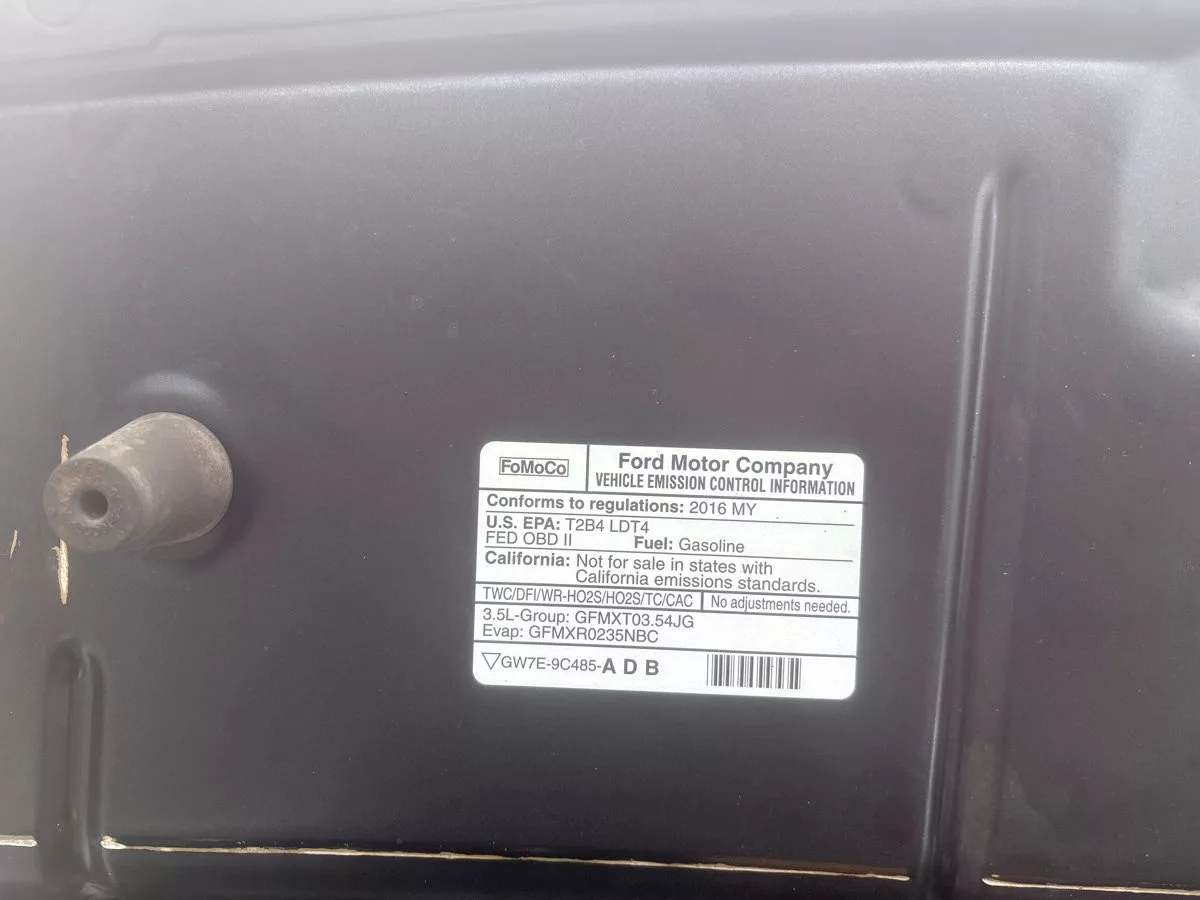 FoMoCo
Ford Motor Company
VEHICLE EMISSION CONTROL INFORMATION
Conforms to regulations: 2016 MY
U.S. EPA: T2B4 LDT4
FED OBD II Fuel: Gasoline
California: Not for sale in states with
California emissions standards.
TWC/DFI/WR-HO2S/HO2S/TC/CAC No adjustments needed.
3.5L-Group: GFMXT03.54JG
Evap: GFMXR0235NBC
GW7E-9C485-A D B